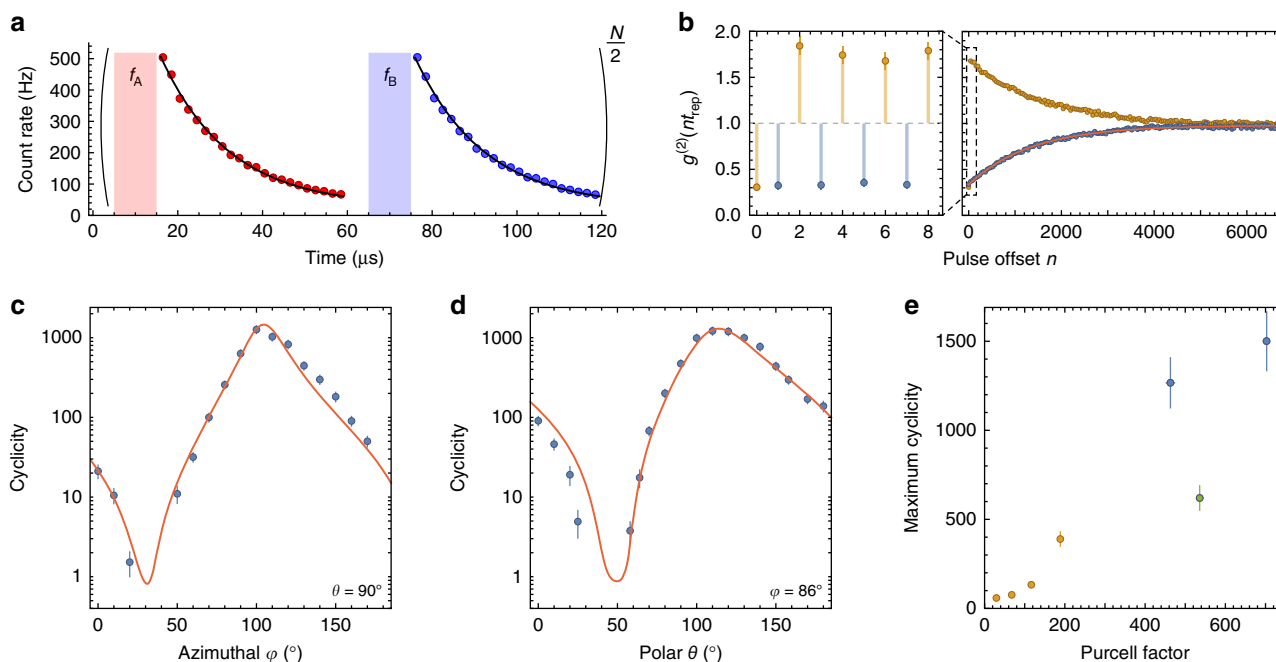 a
Count rate (Hz)
500
400
300
200
100
0
f_A
f_B
N/2
0 20 40 60 80 100 120
Time (μs)
b
g^(2)(nt_rep)
2.0
1.5
1.0
0.5
0.0
0 2 4 6 8
0 2000 4000 6000
Pulse offset n
c
Cyclicity
1000
100
10
1
θ = 90°
0 50 100 150
Azimuthal φ (°)
d
Cyclicity
1000
100
10
1
φ = 86°
0 50 100 150
Polar θ (°)
e
Maximum cyclicity
1500
1000
500
0
0 200 400 600
Purcell factor